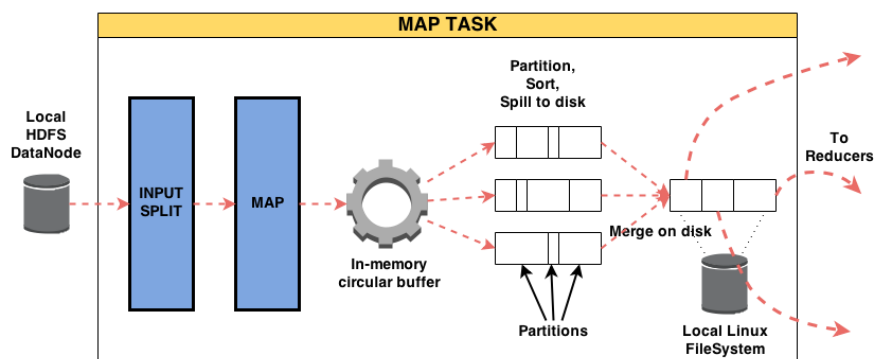 MAP TASK
Partition,
Sort,
Spill to disk
Local
HDFS
DataNode
To
Reducers
INPUT
SPLIT
MAP
Merge on disk
In-memory
circular buffer
Partitions
Local Linux
FileSystem